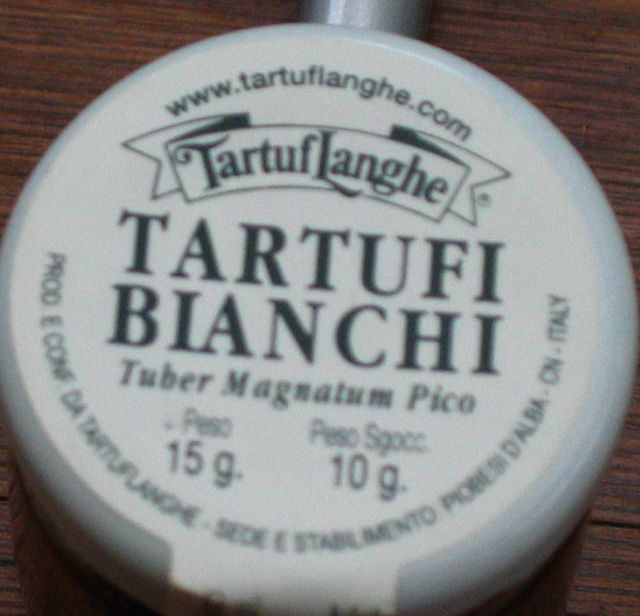 www.tartuflanghe.com
TartufLanghe®
TARTUFI
BIANCHI
Tuber Magnatum Pico
Peso Peso Sgocc.
15 g. 10 g.
PROD. E CONF. DA TARTUFLANGHE - SEDE E STABILIMENTO PIOBESI D'ALBA - CN - ITALY